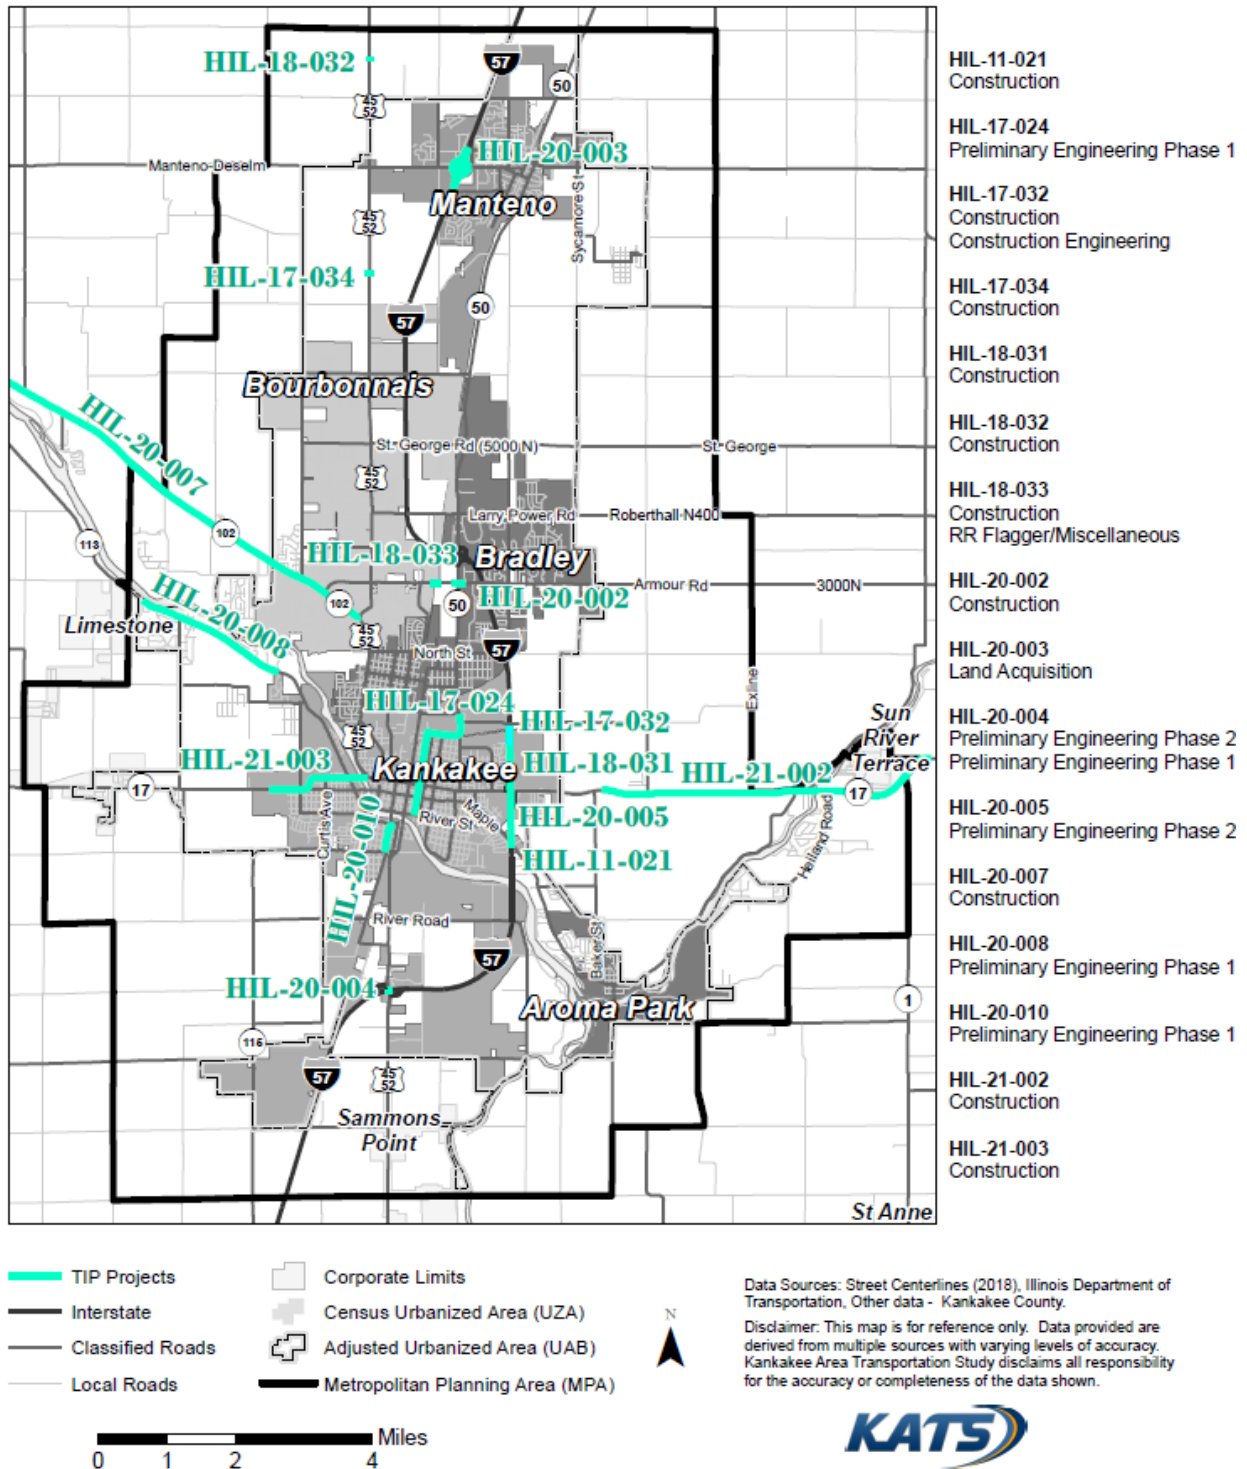 HIL-18-032
57
50
45
52
HIL-20-003
Manteno-Deselm
Manteno
Sycamore St
45
52
HIL-17-034
50
57
Bourbonnais
HIL-20-007
St. George Rd (5000 N)
St. George
45
52
Larry Power Rd
Roberthall N400
102
113
HIL-18-033
Bradley
Armour Rd
3000N
HIL-20-002
HIL-20-008
102
50
Limestone
45
52
57
North St
Exline
HIL-17-024
Sun
River
Terrace
HIL-17-032
45
52
HIL-21-003
Kankakee
HIL-18-031
HIL-21-002
17
17
Curtis Ave
HIL-20-010
River St
Maple
HIL-20-005
Heiland Road
HIL-11-021
River Road
Baker St
57
HIL-20-004
Aroma Park
1
115
57
45
52
Sammons
Point
St Anne
HIL-11-021
Construction
HIL-17-024
Preliminary Engineering Phase 1
HIL-17-032
Construction
Construction Engineering
HIL-17-034
Construction
HIL-18-031
Construction
HIL-18-032
Construction
HIL-18-033
Construction
RR Flagger/Miscellaneous
HIL-20-002
Construction
HIL-20-003
Land Acquisition
HIL-20-004
Preliminary Engineering Phase 2
Preliminary Engineering Phase 1
HIL-20-005
Preliminary Engineering Phase 2
HIL-20-007
Construction
HIL-20-008
Preliminary Engineering Phase 1
HIL-20-010
Preliminary Engineering Phase 1
HIL-21-002
Construction
HIL-21-003
Construction
TIP Projects
Interstate
Classified Roads
Local Roads
Corporate Limits
Census Urbanized Area (UZA)
Adjusted Urbanized Area (UAB)
Metropolitan Planning Area (MPA)
N
Miles
0 1 2 4
Data Sources: Street Centerlines (2018), Illinois Department of
Transportation, Other data - Kankakee County.
Disclaimer: This map is for reference only. Data provided are
derived from multiple sources with varying levels of accuracy.
Kankakee Area Transportation Study disclaims all responsibility
for the accuracy or completeness of the data shown.
KATS